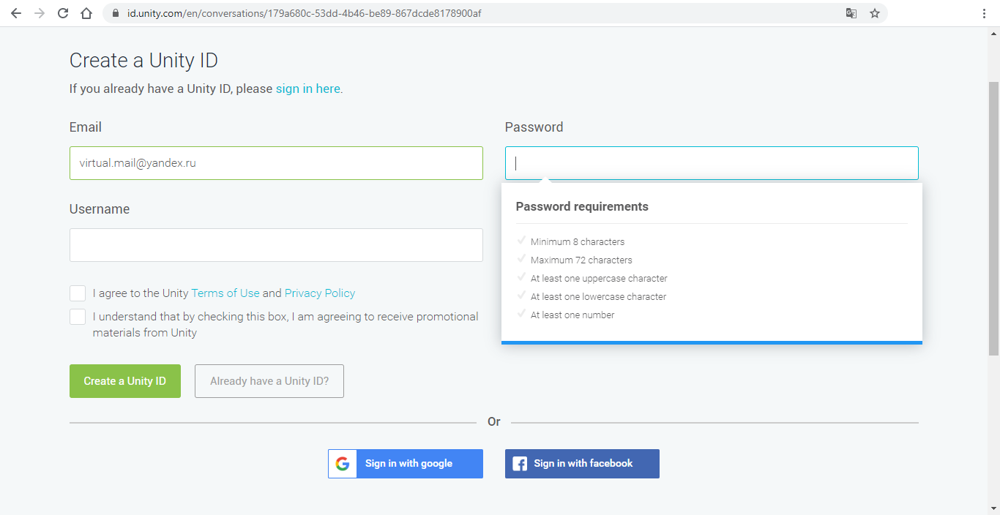 id.unity.com/en/conversations/179a680c-53dd-4b46-be89-867dcde8178900af
Create a Unity ID
If you already have a Unity ID, please sign in here.
Email
virtual.mail@yandex.ru
Password
Password requirements
Minimum 8 characters
Maximum 72 characters
At least one uppercase character
At least one lowercase character
At least one number
Username
I agree to the Unity Terms of Use and Privacy Policy
I understand that by checking this box, I am agreeing to receive promotional
materials from Unity
Create a Unity ID
Already have a Unity ID?
Or
Sign in with google
Sign in with facebook